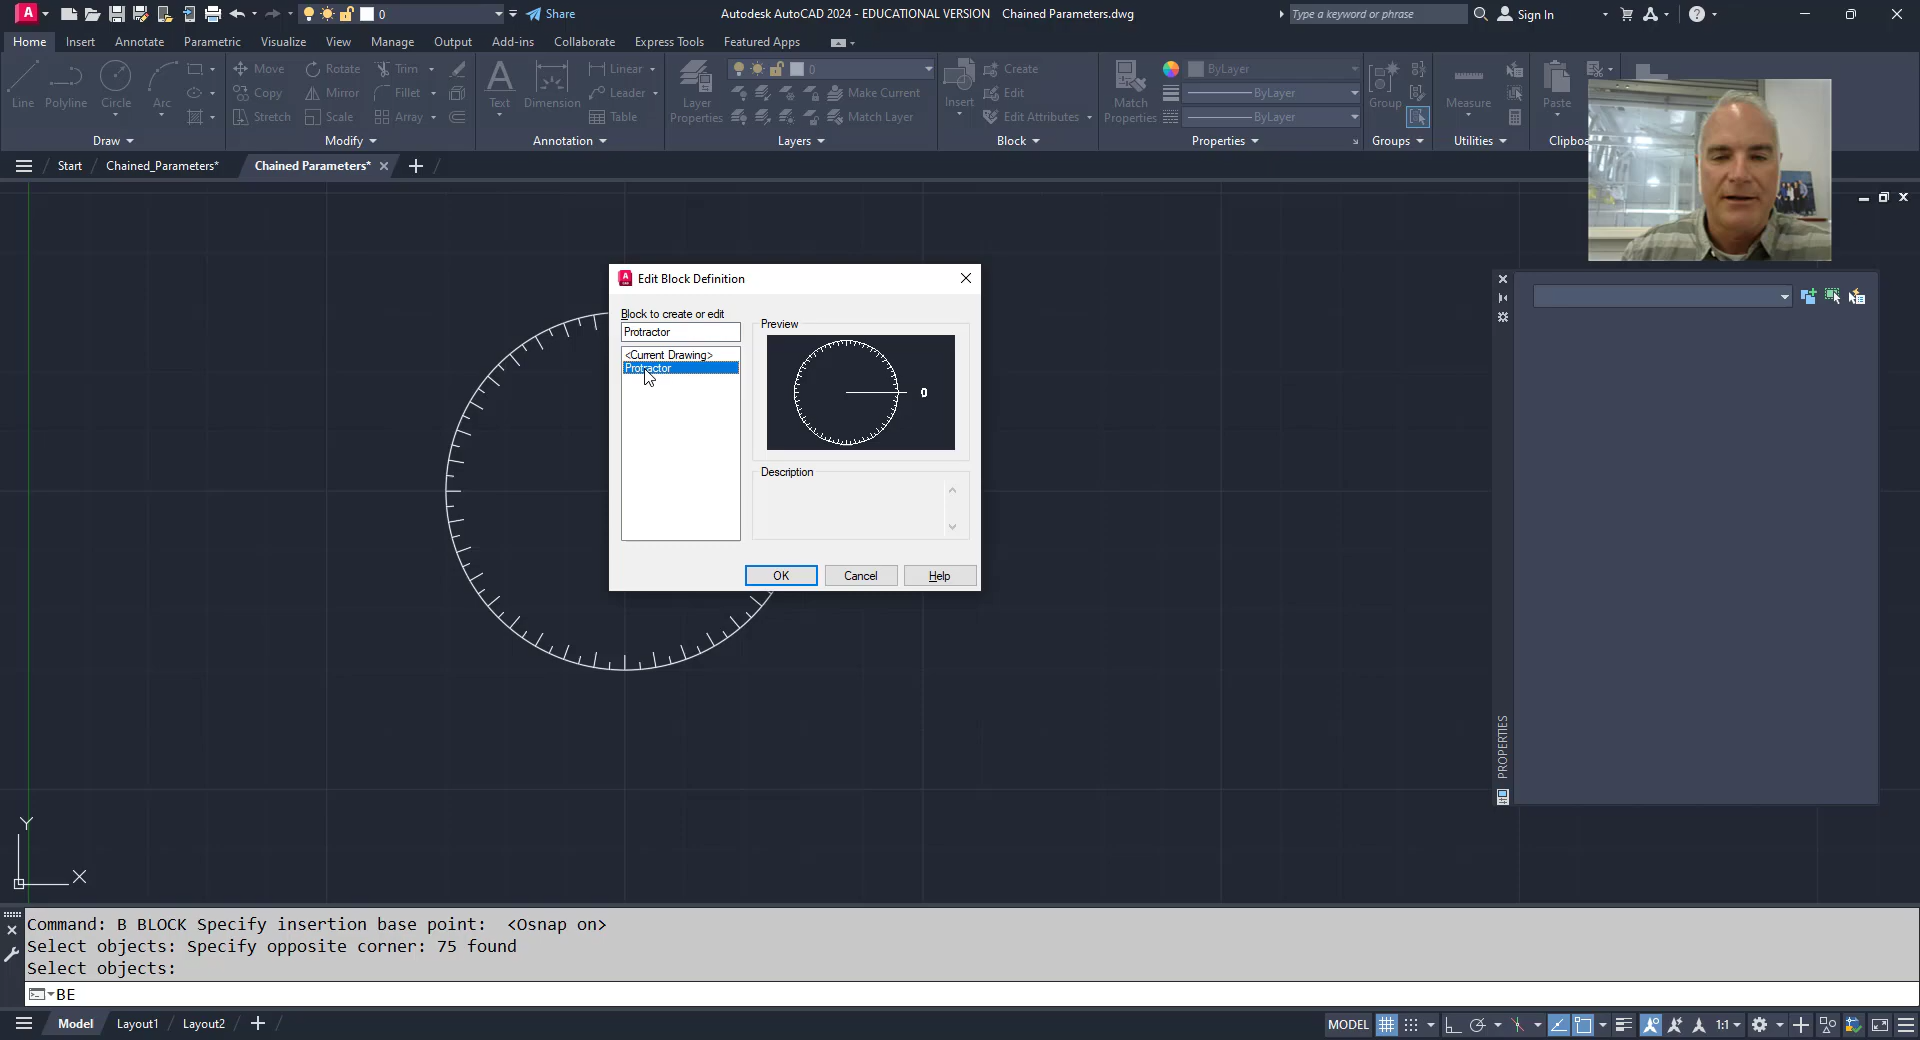 0
Share
Autodesk AutoCAD 2024 - EDUCATIONAL VERSION Chained Parameters.dwg
Type a keyword or phrase
Sign In
Home Insert Annotate Parametric Visualize View Manage Output Add-ins Collaborate Express Tools Featured Apps
Line Polyline Circle Arc
Move Rotate Trim
Copy Mirror Fillet
Stretch Scale Array
Text Dimension
Linear
Leader
Table
Layer Properties
0
Make Current
Match Layer
Insert
Create
Edit
Edit Attributes
Match Properties
ByLayer
ByLayer
ByLayer
Group
Measure
Paste
Draw Modify Annotation Layers Block Properties Groups Utilities Clipboa
Start Chained_Parameters* Chained Parameters*
Edit Block Definition
Block to create or edit
Protractor
<Current Drawing>
Protractor
Preview
0
Description
OK Cancel Help
PROPERTIES
Y
X
Command: B BLOCK Specify insertion base point: <Osnap on>
Select objects: Specify opposite corner: 75 found
Select objects:
BE
Model Layout1 Layout2
MODEL
1:1